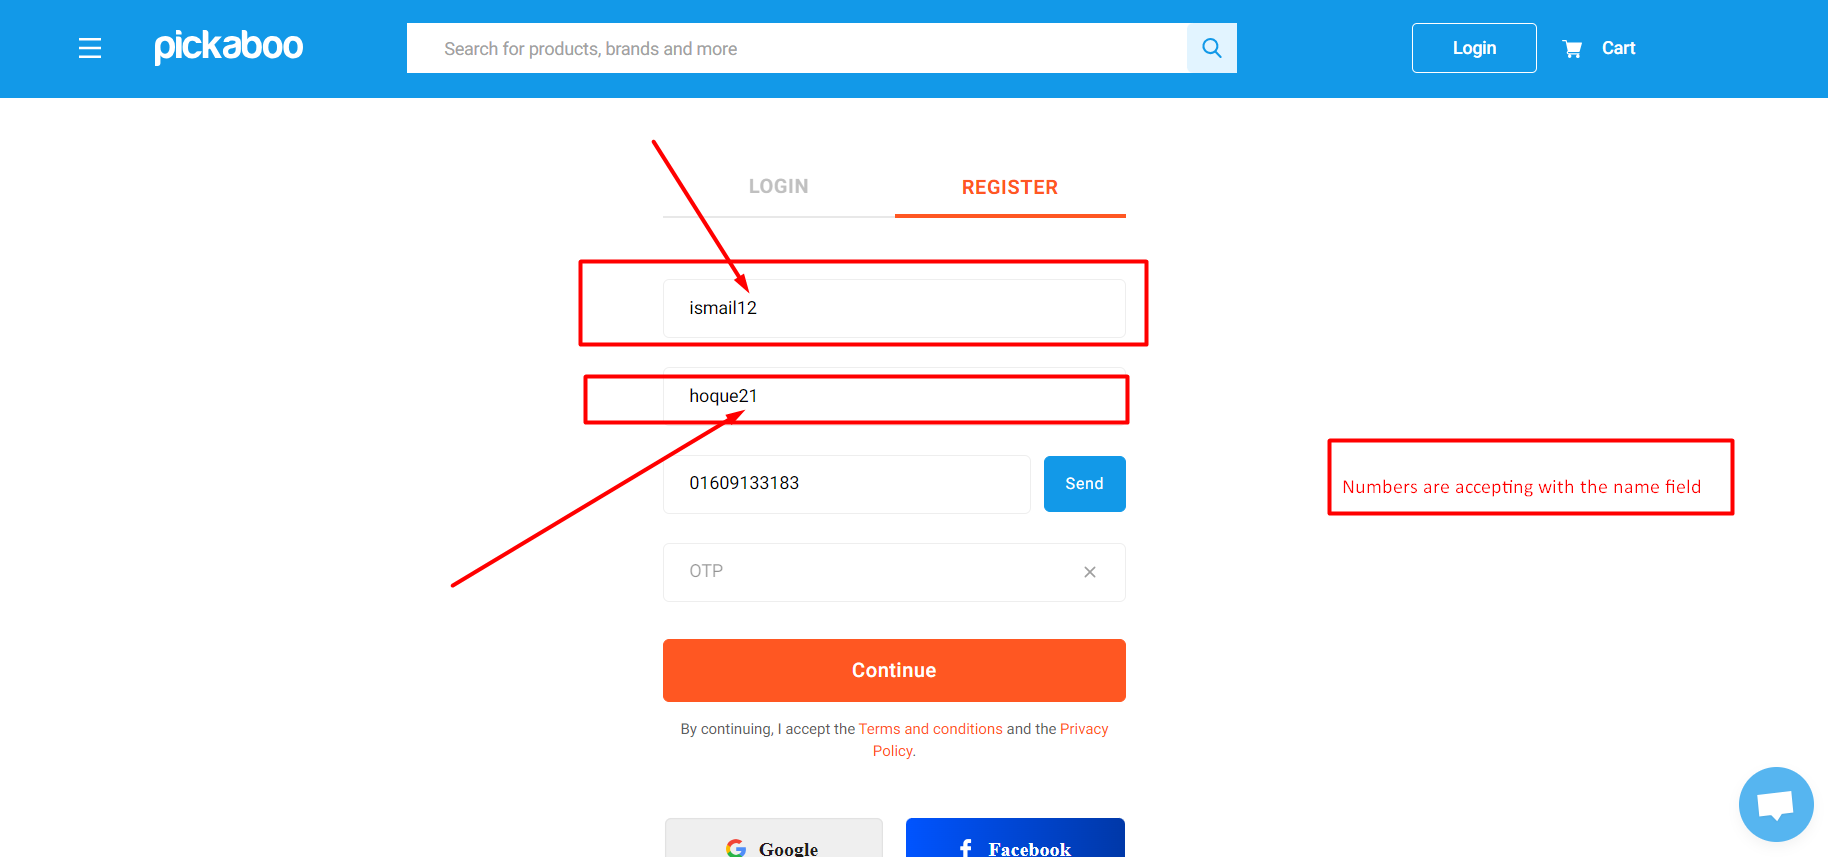 pickaboo
Search for products, brands and more
Login
Cart
LOGIN
REGISTER
ismail12
hoque21
01609133183
Send
Numbers are accepting with the name field
OTP
Continue
By continuing, I accept the Terms and conditions and the Privacy
Policy.
Google
Facebook